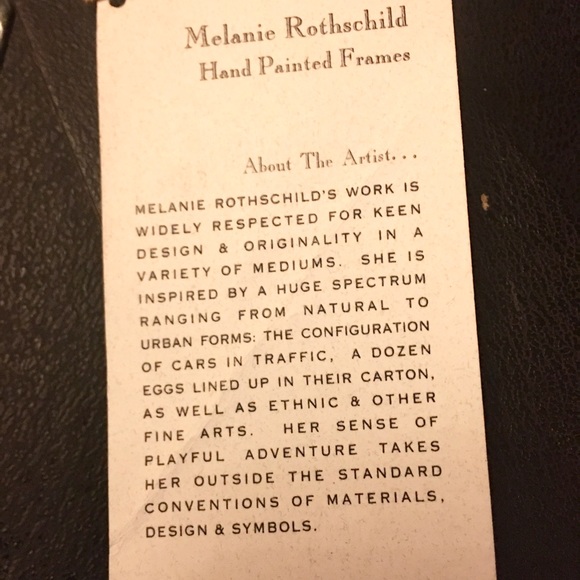 Melanie Rothschild
Hand Painted Frames
About The Artist...
MELANIE ROTHSCHILD'S WORK IS
WIDELY RESPECTED FOR KEEN
DESIGN & ORIGINALITY IN A
VARIETY OF MEDIUMS. SHE IS
INSPIRED BY A HUGE SPECTRUM
RANGING FROM NATURAL TO
URBAN FORMS: THE CONFIGURATION
OF CARS IN TRAFFIC, A DOZEN
EGGS LINED UP IN THEIR CARTON,
AS WELL AS ETHNIC & OTHER
FINE ARTS. HER SENSE OF
PLAYFUL ADVENTURE TAKES
HER OUTSIDE THE STANDARD
CONVENTIONS OF MATERIALS,
DESIGN & SYMBOLS.